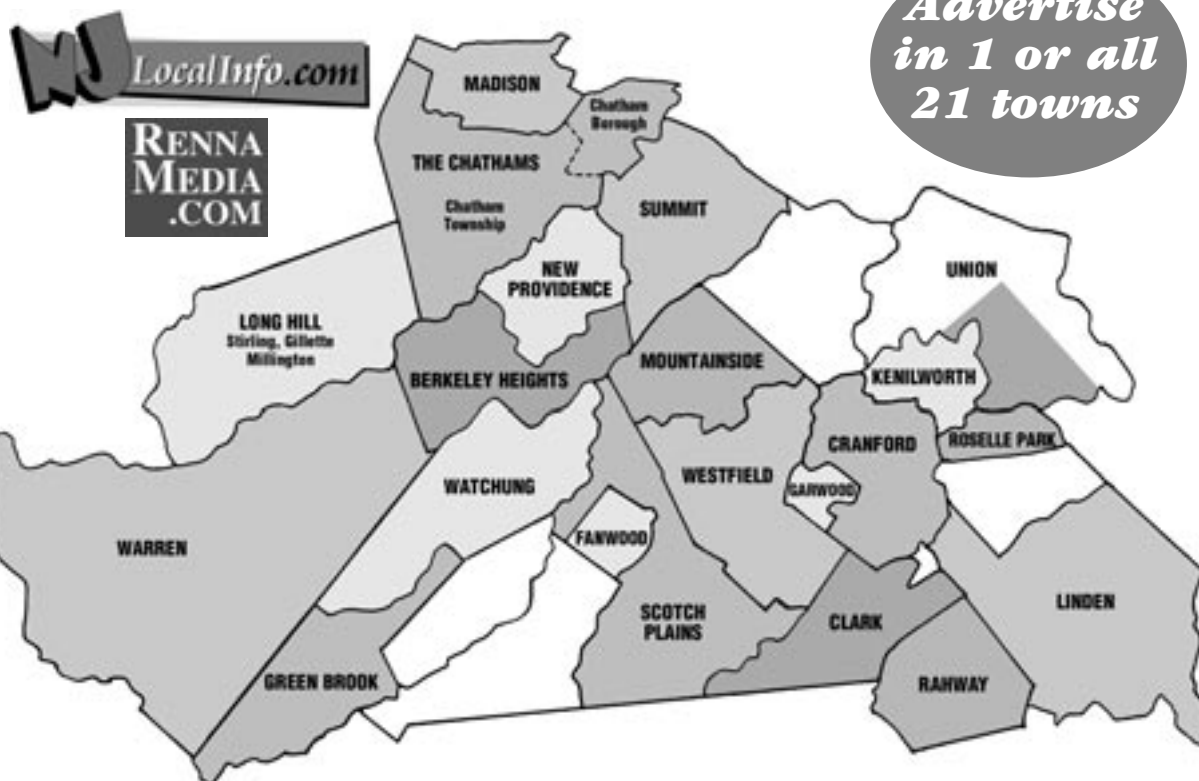 NJ LocalInfo.com
RENNA
MEDIA
.COM
Advertise
in 1 or all
21 towns
MADISON
Chatham
Borough
THE CHATHAMS
Chatham
Township
SUMMIT
NEW
PROVIDENCE
UNION
LONG HILL
Stirling, Gillette
Millington
BERKELEY HEIGHTS
MOUNTAINSIDE
KENILWORTH
CRANFORD
ROSELLE PARK
WATCHUNG
WESTFIELD
GARWOOD
WARREN
FANWOOD
LINDEN
SCOTCH
PLAINS
CLARK
GREEN BROOK
RAHWAY